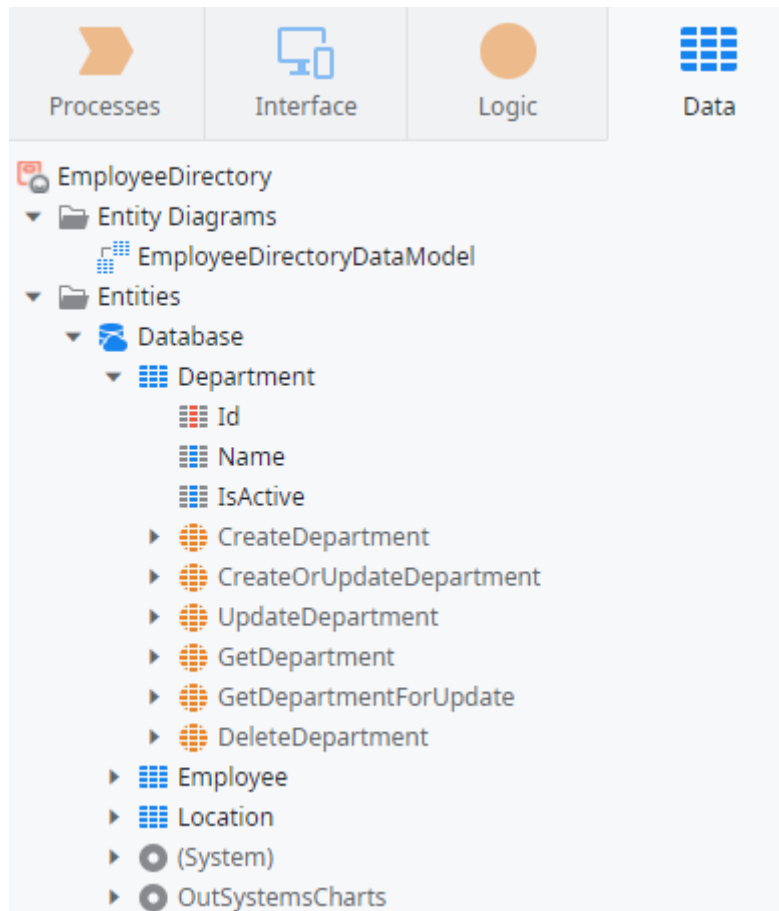 Processes Interface Logic Data
EmployeeDirectory
Entity Diagrams
EmployeeDirectoryDataModel
Entities
Database
Department
Id
Name
IsActive
CreateDepartment
CreateOrUpdateDepartment
UpdateDepartment
GetDepartment
GetDepartmentForUpdate
DeleteDepartment
Employee
Location
(System)
OutSystemsCharts